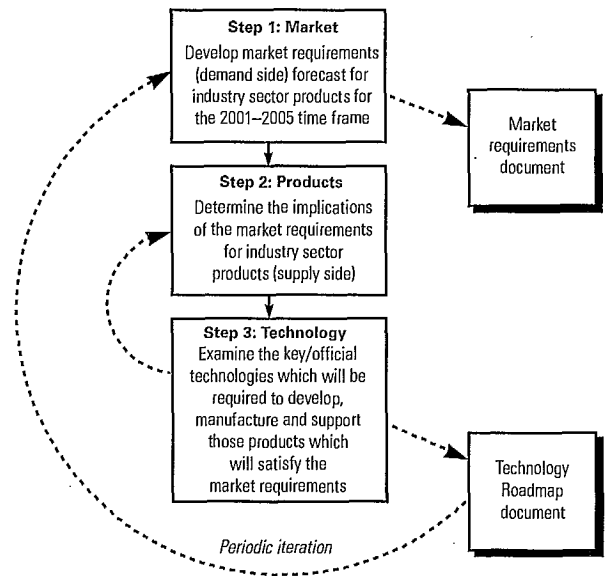 Step 1: Market
Develop market requirements
(demand side) forecast for
industry sector products for
the 2001–2005 time frame
Market
requirements
document
Step 2: Products
Determine the implications
of the market requirements
for industry sector
products (supply side)
Step 3: Technology
Examine the key/official
technologies which will be
required to develop,
manufacture and support
those products which
will satisfy the
market requirements
Technology
Roadmap
document
Periodic iteration